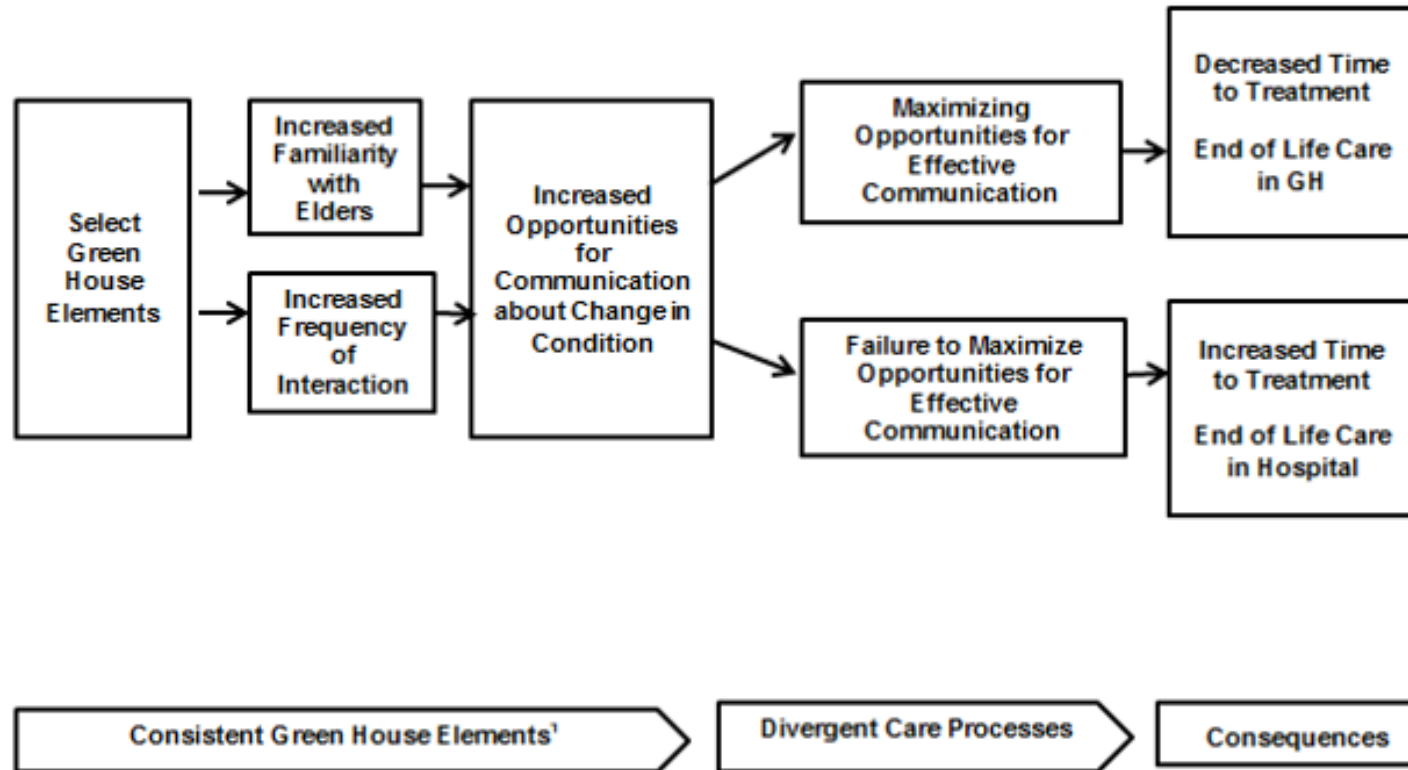 Select
Green
House
Elements
Increased
Familiarity
with
Elders
Increased
Frequency
of
Interaction
Increased
Opportunities
for
Communication
about Change in
Condition
Maximizing
Opportunities for
Effective
Communication
Failure to Maximize
Opportunities for
Effective
Communication
Decreased Time
to Treatment
End of Life Care
in GH
Increased Time
to Treatment
End of Life Care
in Hospital
Consistent Green House Elements¹
Divergent Care Processes
Consequences